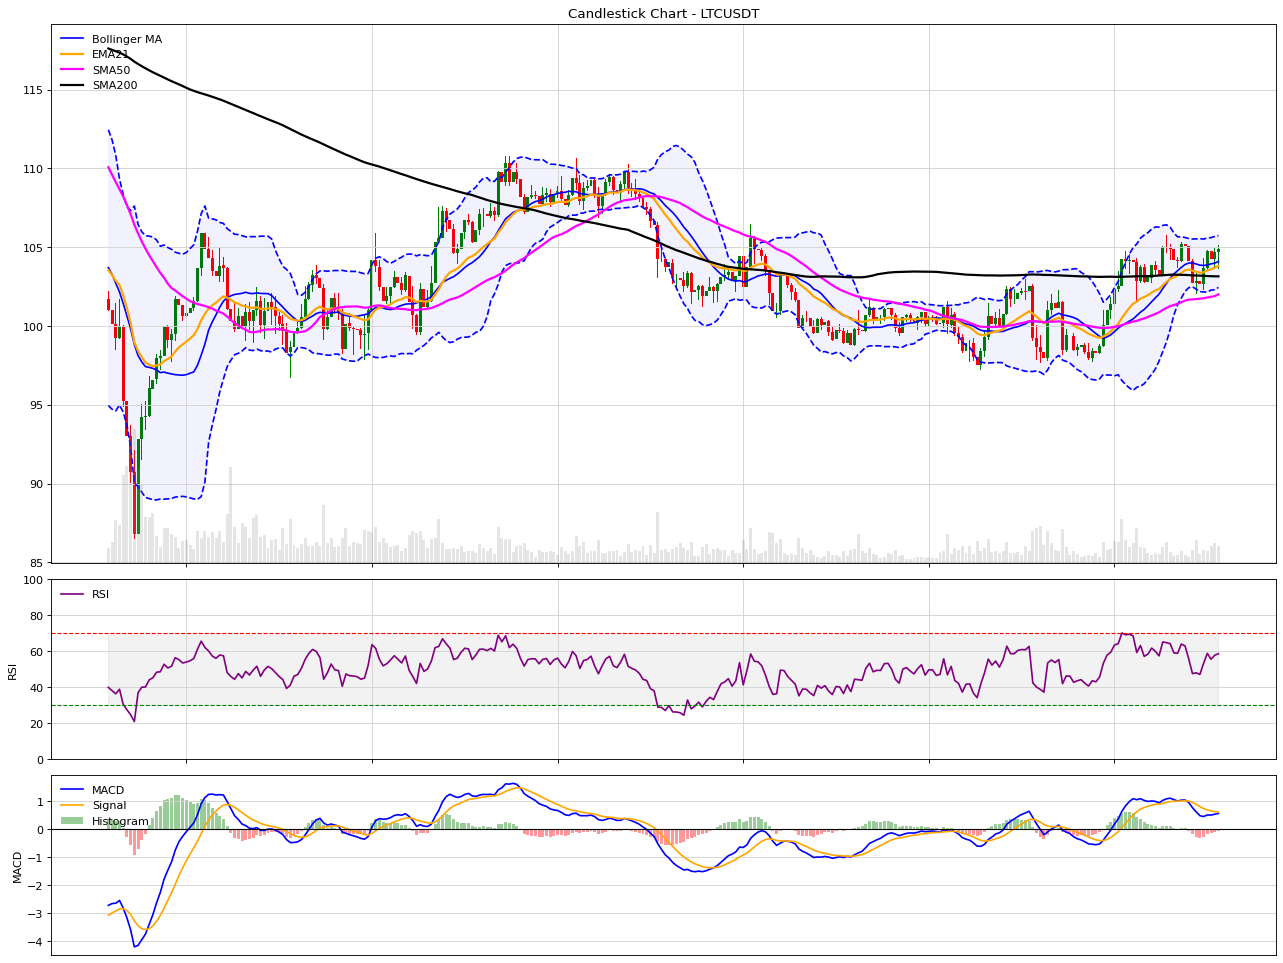 Candlestick Chart - LTCUSDT
Bollinger MA
EMA21
SMA50
SMA200
115
110
105
100
95
90
85
RSI
100
80
60
40
20
0
RSI
MACD
Signal
Histogram
1
0
−1
−2
−3
−4
MACD